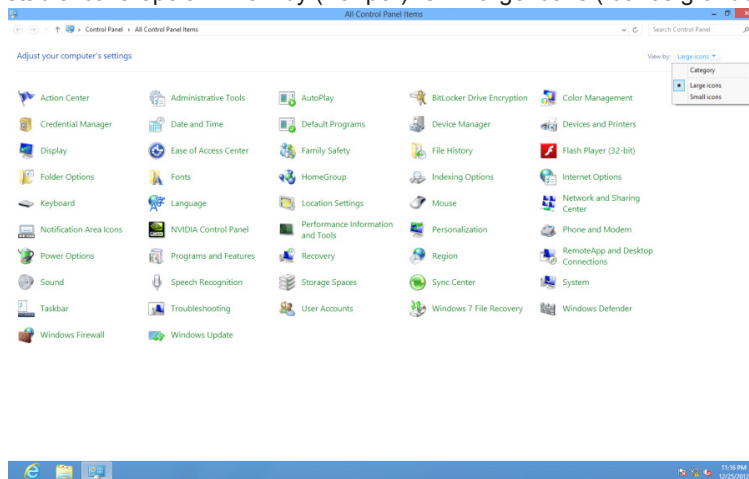 All Control Panel Items
Control Panel All Control Panel Items
Search Control Panel
Adjust your computer's settings
View by: Large icons
Category
Large icons
Small icons
Action Center
Administrative Tools
AutoPlay
BitLocker Drive Encryption
Color Management
Credential Manager
Date and Time
Default Programs
Device Manager
Devices and Printers
Display
Ease of Access Center
Family Safety
File History
Flash Player (32-bit)
Folder Options
Fonts
HomeGroup
Indexing Options
Internet Options
Keyboard
Language
Location Settings
Mouse
Network and Sharing
Center
Notification Area Icons
NVIDIA Control Panel
Performance Information
and Tools
Personalization
Phone and Modem
Power Options
Programs and Features
Recovery
Region
RemoteApp and Desktop
Connections
Sound
Speech Recognition
Storage Spaces
Sync Center
System
Taskbar
Troubleshooting
User Accounts
Windows 7 File Recovery
Windows Defender
Windows Firewall
Windows Update
11:16 PM
12/25/2012